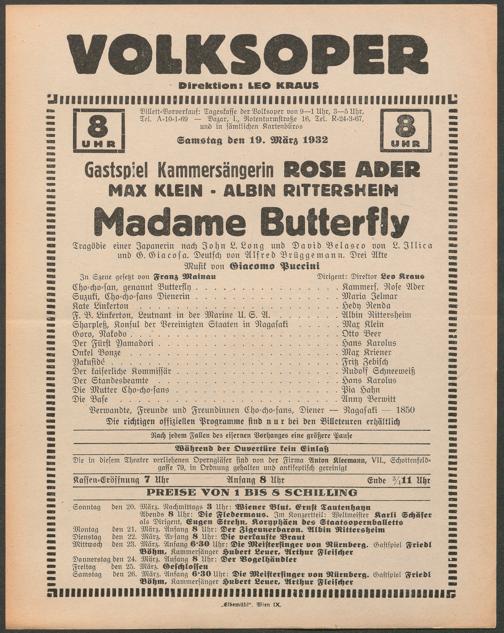 VOLKSOPER
Direktion: LEO KRAUS
8 UHR
Billett-Vorverkauf: Tageskasse der Volksoper von 9—1 Uhr, 3—5 Uhr,
Tel. A-10-1-69 — Bazar, I., Rotenturmstraße 16, Tel. R-24-3-67,
und in sämtlichen Kartenbüros
8 UHR
Samstag den 19. März 1932
Gastspiel Kammersängerin ROSE ADER
MAX KLEIN - ALBIN RITTERSHEIM
Madame Butterfly
Tragödie einer Japanerin nach John L. Long und David Belasco von L. Illica
und G. Giacosa. Deutsch von Alfred Brüggemann. Drei Akte
Musik von Giacomo Puccini
In Szene gesetzt von Franz Mainau Dirigent: Direktor Leo Kraus
Cho-cho-san, genannt Butterfly Kammers. Rose Ader
Suzuki, Cho-cho-sans Dienerin Maria Jelmar
Kate Linkerton Hedy Renda
F. B. Linkerton, Leutnant in der Marine U. S. A. Albin Rittersheim
Sharpleß, Konsul der Vereinigten Staaten in Nagasaki Max Klein
Goro, Nakodo Otto Beer
Der Fürst Yamadori Hans Karolus
Onkel Bonze Max Kriener
Yakusidé Fritz Zebisch
Der kaiserliche Kommissär Rudolf Schneeweiß
Der Standesbeamte Hans Karolus
Die Mutter Cho-cho-sans Pia Hahn
Die Base Anny Berwitt
Verwandte, Freunde und Freundinnen Cho-cho-sans, Diener — Nagasaki — 1850
Die richtigen offiziellen Programme sind nur bei den Billeteuren erhältlich
Nach jedem Fallen des eisernen Vorhanges eine größere Pause
Während der Ouvertüre kein Einlaß
Die in diesem Theater verliehenen Operngläser sind von der Firma Anton Kleemann, VII., Schottenfeld-
gasse 79, in Ordnung gehalten und antiseptisch gereinigt
Kassen-Eröffnung 7 Uhr Anfang 8 Uhr Ende ¾11 Uhr
PREISE VON 1 BIS 8 SCHILLING
Sonntag den 20. März, Nachmittags 3 Uhr: Wiener Blut. Ernst Tautenhayn
Abends 8 Uhr: Die Fledermaus. Im Konzertteil: Weltmeister Karl Schäfer
als Dirigent. Eugen Strehn. Koryphäen des Staatsopernballetts
Montag den 21. März, Anfang 8 Uhr: Der Zigeunerbaron. Albin Rittersheim
Dienstag den 22. März, Anfang 8 Uhr: Die verkaufte Braut
Mittwoch den 23. März, Anfang 6·30 Uhr: Die Meistersinger von Nürnberg. Gastspiel Friedl
Böhm, Kammersänger Hubert Leuer, Arthur Fleischer
Donnerstag den 24. März, Anfang 8 Uhr: Der Vogelhändler
Freitag den 25. März, Geschlossen
Samstag den 26. März, Anfang 6·30 Uhr: Die Meistersinger von Nürnberg. Gastspiel Friedl
Böhm, Kammersänger Hubert Leuer, Arthur Fleischer
„Elbemühl“, Wien IX.